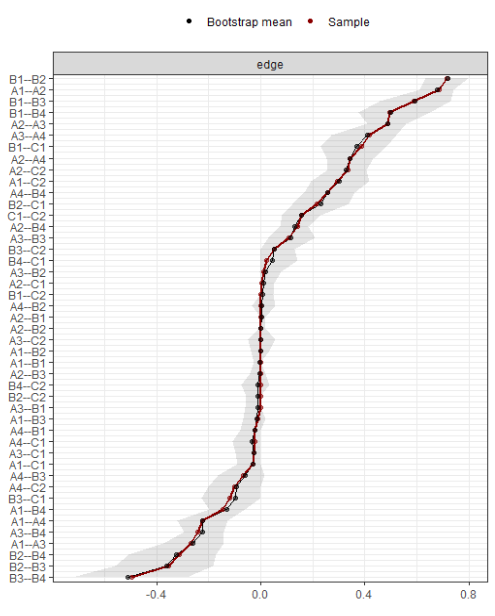 Bootstrap mean Sample
edge
B1--B2
A1--A2
B1--B3
B1--B4
A2--A3
A3--A4
B1--C1
A2--A4
A2--C2
A1--C2
A4--B4
B2--C1
C1--C2
A2--B4
A3--B3
B3--C2
B4--C1
A3--B2
A2--C1
B1--C2
A4--B2
A2--B1
A2--B2
A3--C2
A1--B2
A1--B1
A2--B3
B4--C2
B2--C2
A3--B1
A1--B3
A4--B1
A4--C1
A3--C1
A1--C1
A4--B3
A4--C2
B3--C1
A1--B4
A1--A4
A3--B4
A1--A3
B2--B4
B2--B3
B3--B4
-0.4 0.0 0.4 0.8